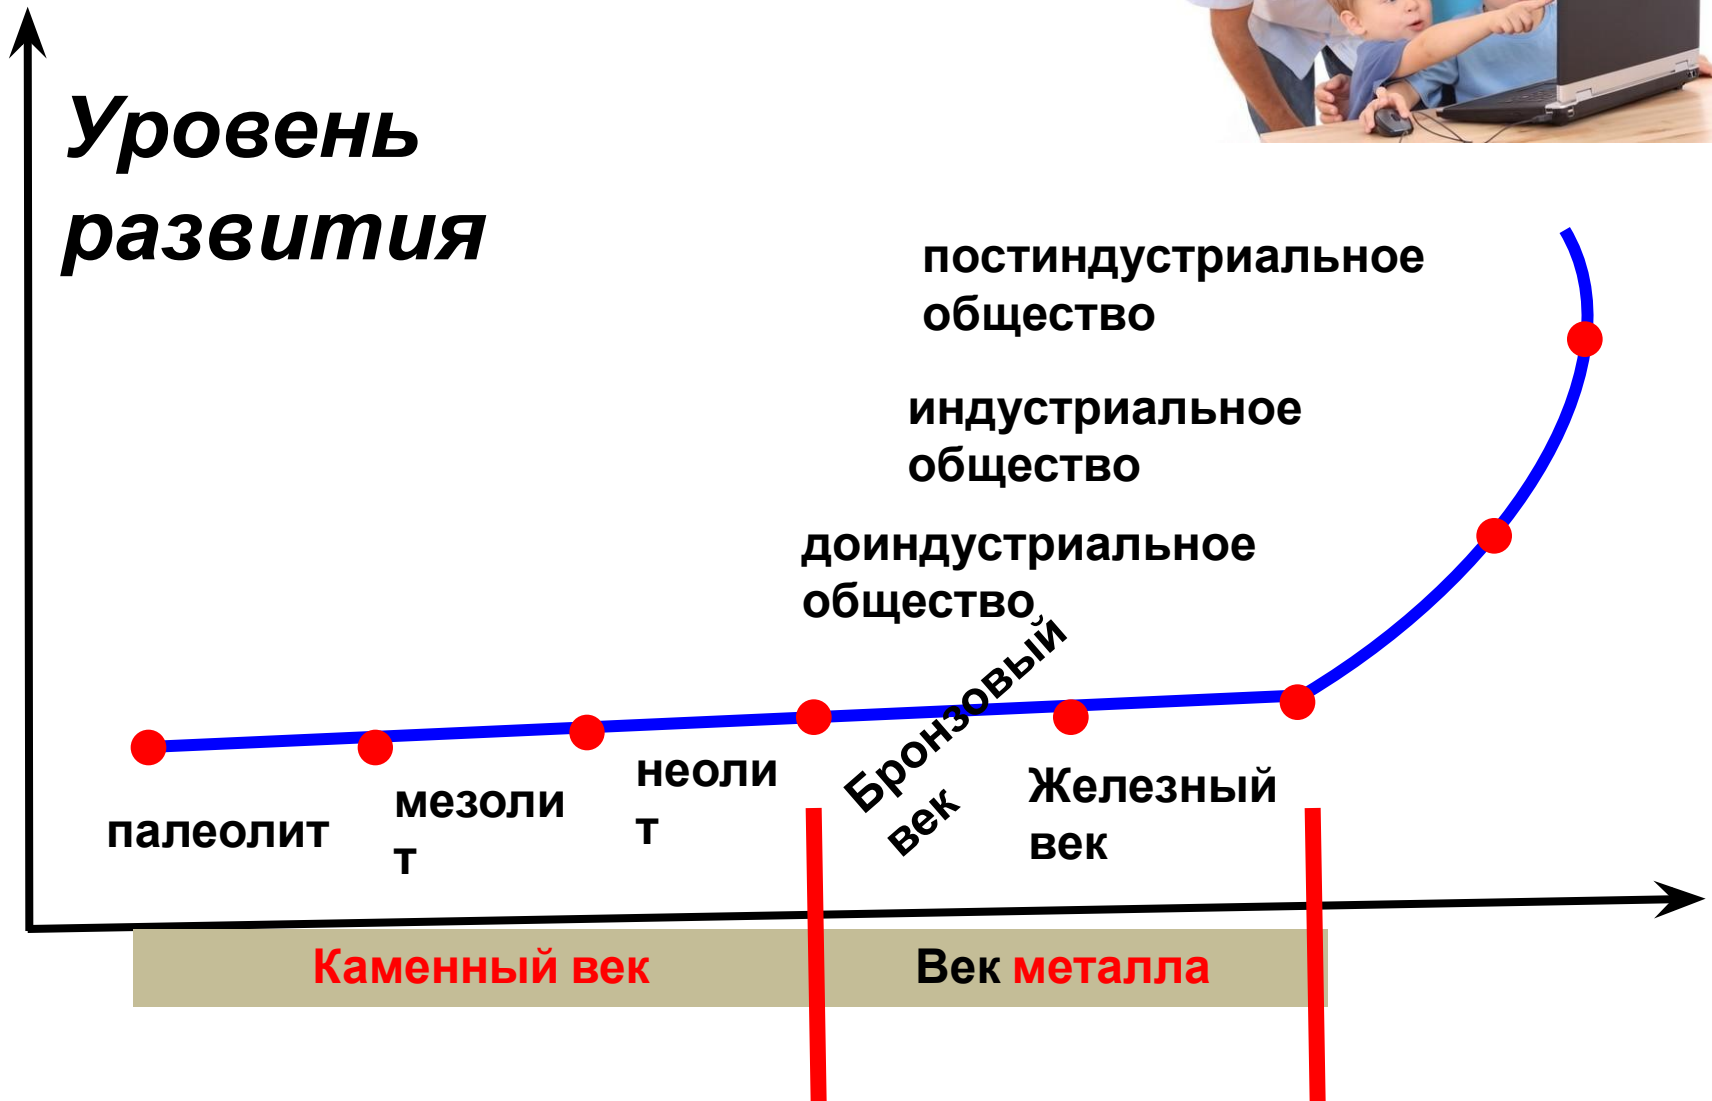 Уровень
развития
постиндустриальное
общество
индустриальное
общество
доиндустриальное
общество
Бронзовый
век
неоли
т
мезоли
т
палеолит
Железный
век
Каменный век
Век металла